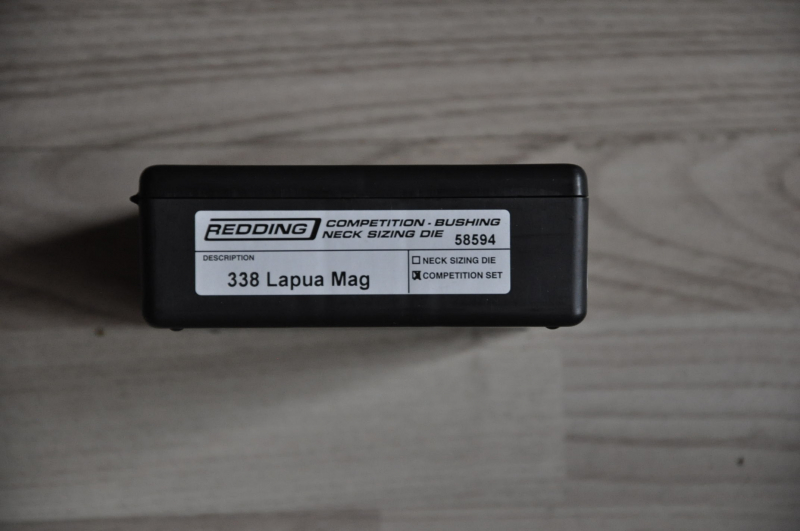 REDDING
COMPETITION - BUSHING
NECK SIZING DIE 58594
DESCRIPTION
338 Lapua Mag
NECK SIZING DIE
COMPETITION SET